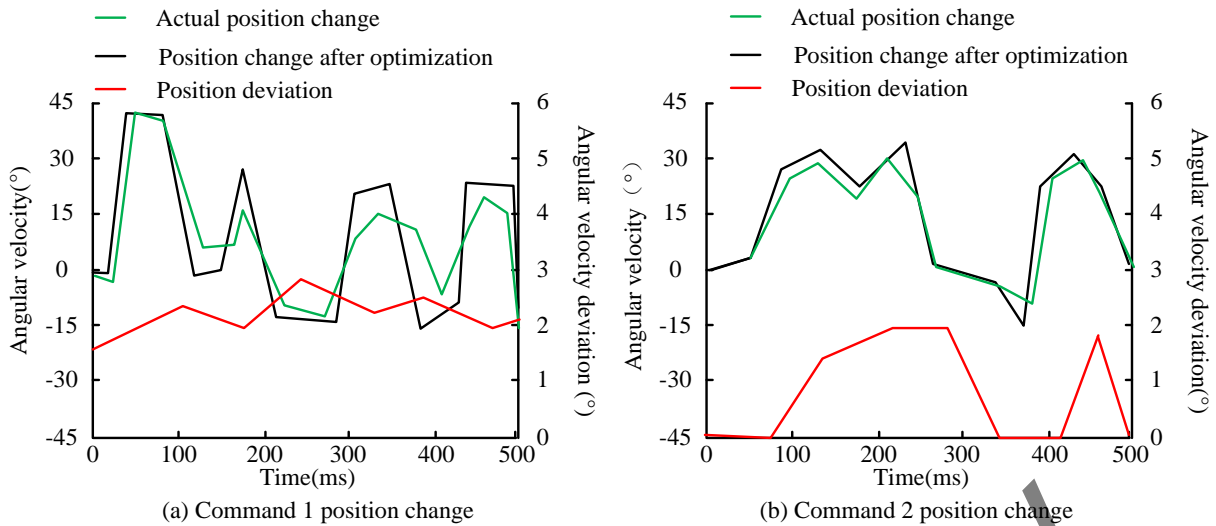 Actual position change
Position change after optimization
Position deviation
45
30
15
0
-15
-30
-45
Angular velocity(°)
6
5
4
3
2
1
0
Angular velocity deviation (°)
0
100
200
300
400
500
Time(ms)
(a) Command 1 position change
Actual position change
Position change after optimization
Position deviation
45
30
15
0
-15
-30
-45
Angular velocity（°）
6
5
4
3
2
1
0
Angular velocity deviation(°)
0
100
200
300
400
500
Time(ms)
(b) Command 2 position change